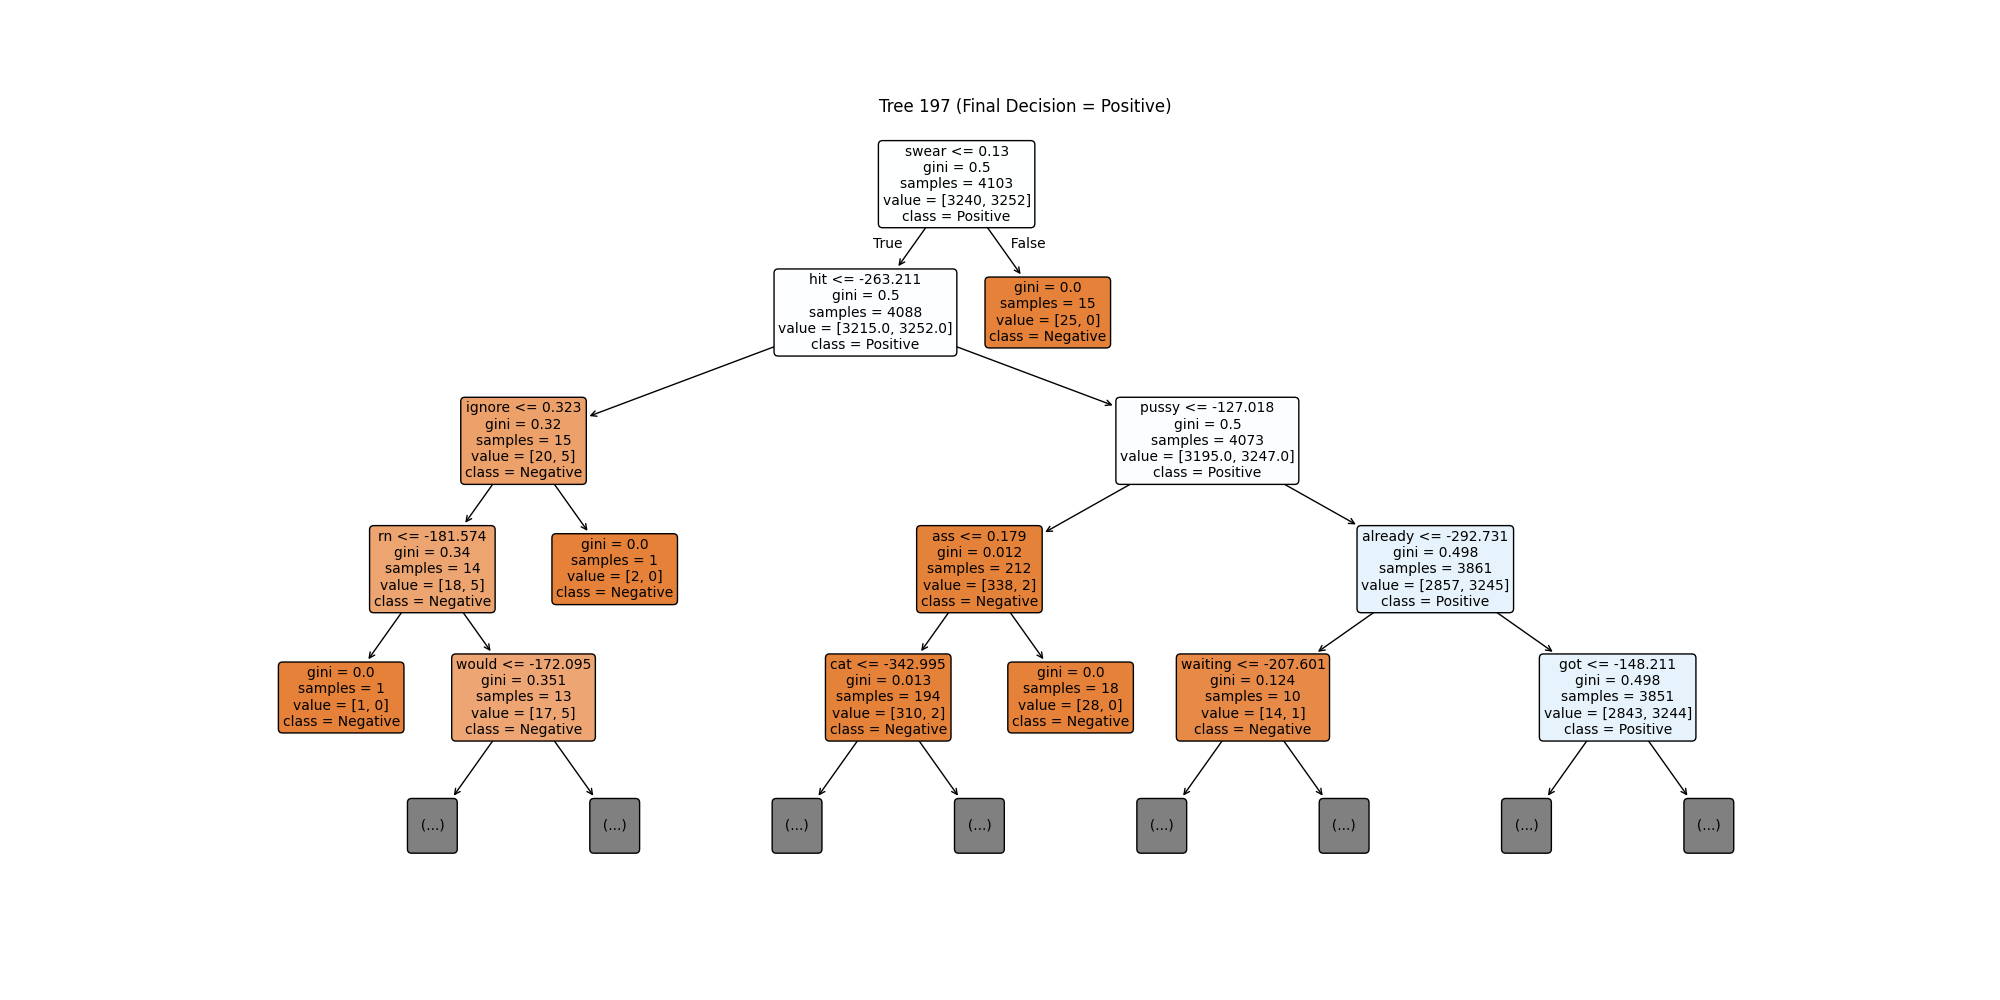 Tree 197 (Final Decision = Positive)
swear <= 0.13
gini = 0.5
samples = 4103
value = [3240, 3252]
class = Positive
True
False
hit <= -263.211
gini = 0.5
samples = 4088
value = [3215.0, 3252.0]
class = Positive
gini = 0.0
samples = 15
value = [25, 0]
class = Negative
ignore <= 0.323
gini = 0.32
samples = 15
value = [20, 5]
class = Negative
pussy <= -127.018
gini = 0.5
samples = 4073
value = [3195.0, 3247.0]
class = Positive
rn <= -181.574
gini = 0.34
samples = 14
value = [18, 5]
class = Negative
gini = 0.0
samples = 1
value = [2, 0]
class = Negative
ass <= 0.179
gini = 0.012
samples = 212
value = [338, 2]
class = Negative
already <= -292.731
gini = 0.498
samples = 3861
value = [2857, 3245]
class = Positive
gini = 0.0
samples = 1
value = [1, 0]
class = Negative
would <= -172.095
gini = 0.351
samples = 13
value = [17, 5]
class = Negative
cat <= -342.995
gini = 0.013
samples = 194
value = [310, 2]
class = Negative
gini = 0.0
samples = 18
value = [28, 0]
class = Negative
waiting <= -207.601
gini = 0.124
samples = 10
value = [14, 1]
class = Negative
got <= -148.211
gini = 0.498
samples = 3851
value = [2843, 3244]
class = Positive
(...)
(...)
(...)
(...)
(...)
(...)
(...)
(...)